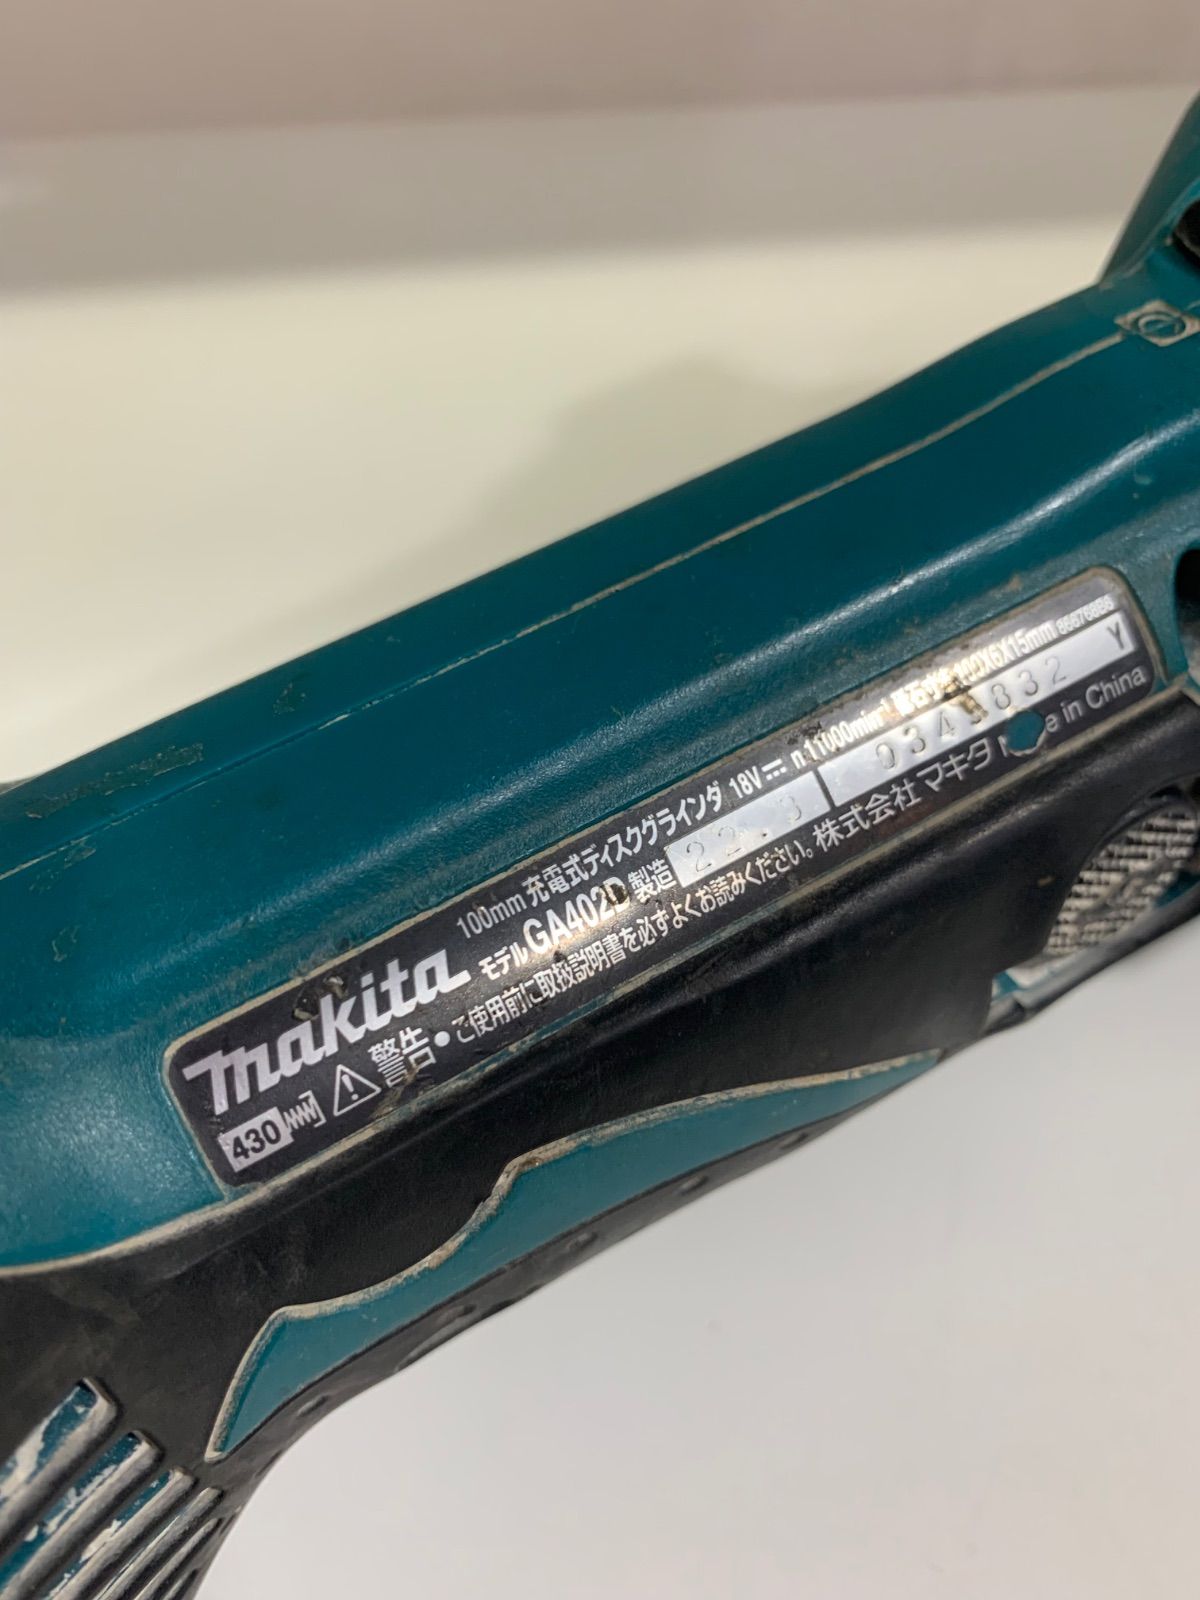 makita
100mm 充電式ディスクグラインダ 18V n 11000min 100X6X15mm
モデル GA402D 製造 22.3 Y
430 警告・ご使用前に取扱説明書を必ずよくお読みください。株式会社マキタ in China